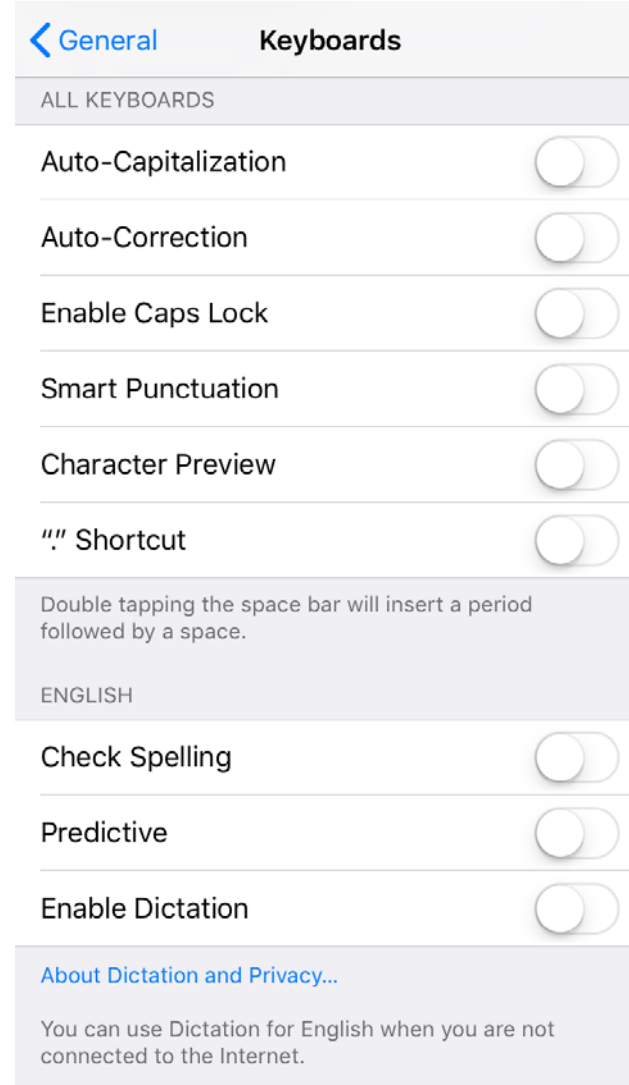 General Keyboards
ALL KEYBOARDS
Auto-Capitalization
Auto-Correction
Enable Caps Lock
Smart Punctuation
Character Preview
“.” Shortcut
Double tapping the space bar will insert a period
followed by a space.
ENGLISH
Check Spelling
Predictive
Enable Dictation
About Dictation and Privacy...
You can use Dictation for English when you are not
connected to the Internet.